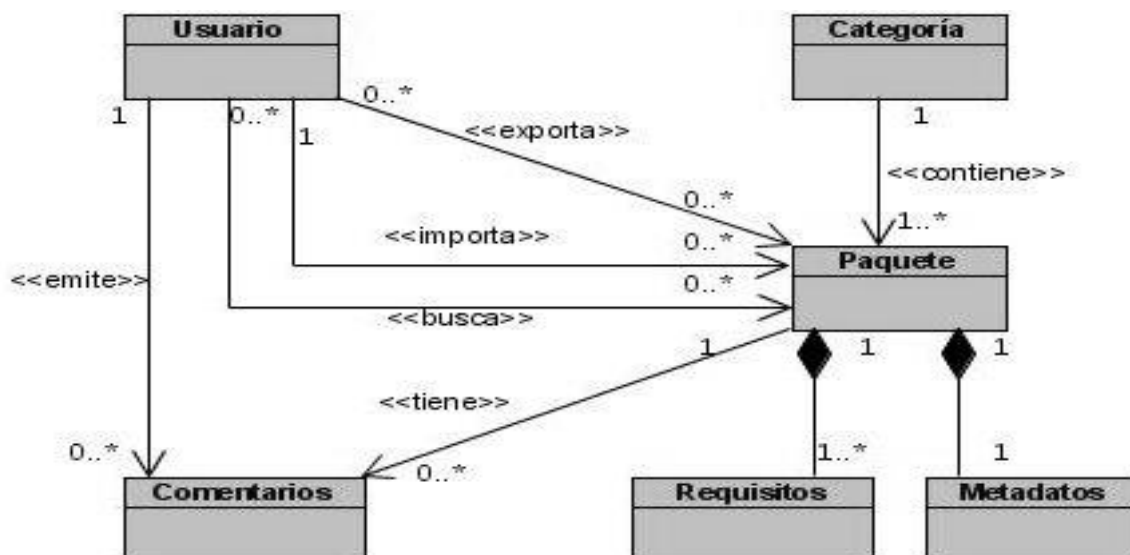 Usuario
Categoría
1
0..*
1
0..*
<<exporta>>
1
<<contiene>>
0..*
1..*
<<importa>>
0..*
Paquete
<<emite>>
0..*
<<busca>>
1
1
1
<<tiene>>
0..*
0..*
1..*
1
Comentarios
Requisitos
Metadatos